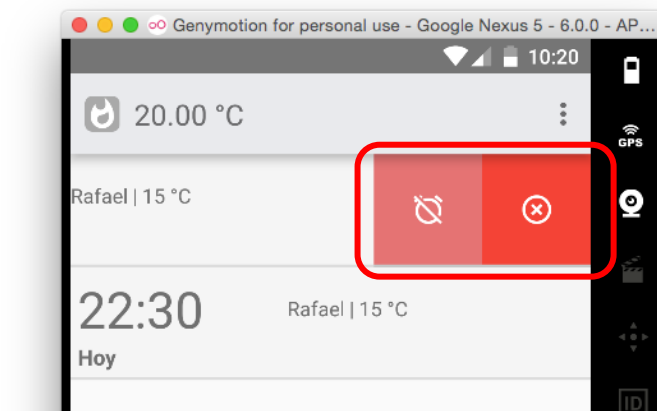 Genymotion for personal use - Google Nexus 5 - 6.0.0 - AP...
10:20
20.00 °C
GPS
Rafael | 15 °C
22:30
Rafael | 15 °C
Hoy
ID